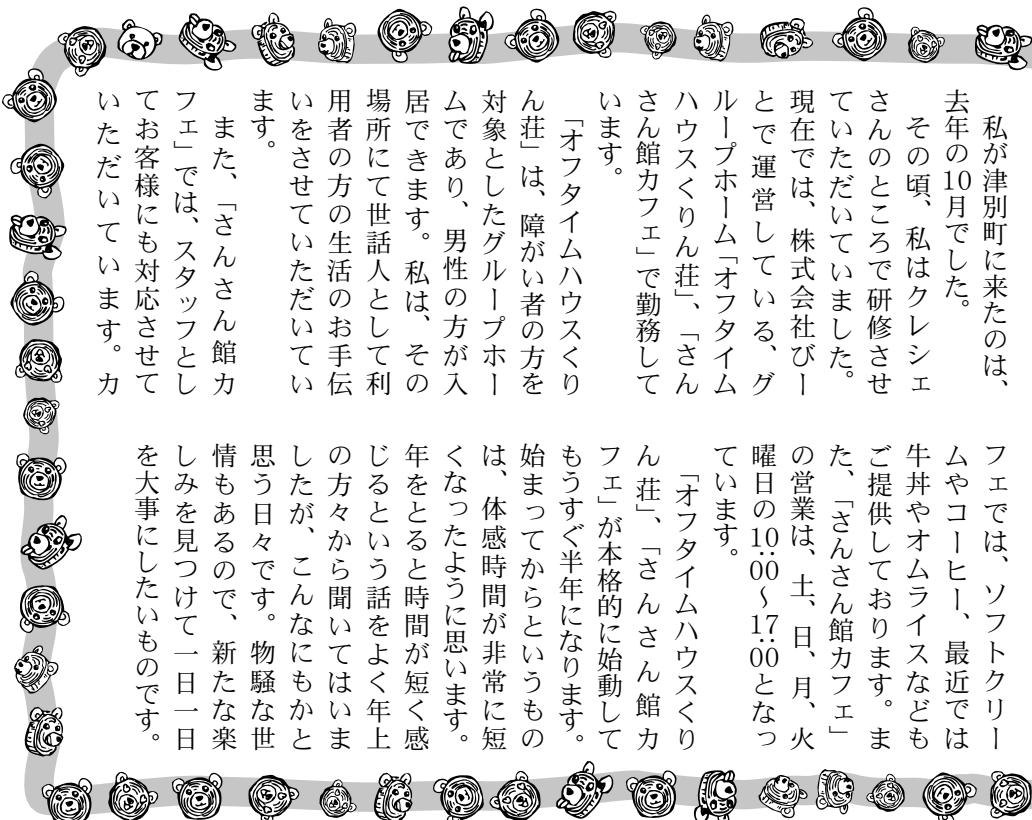 私が津別町に来たのは、
去年の10月でした。
その頃、私はクレシェ
さんのところで研修させ
ていただいていました。
現在では、株式会社びー
とで運営している、グ
ループホーム「オフタイム
ハウスくりん荘」、「さん
さん館カフェ」で勤務して
います。
「オフタイムハウスくり
ん荘」は、障がい者の方を
対象としたグループホー
ムであり、男性の方が入
居できます。私は、その
場所にて世話人として利
用者の方の生活のお手伝
いをさせていただいてい
ます。
また、「さんさん館カ
フェ」では、スタッフとし
てお客様にも対応させて
いただいています。カ
フェでは、ソフトクリー
ムやコーヒー、最近では
牛丼やオムライスなども
ご提供しております。ま
た、「さんさん館カフェ」
の営業は、土、日、月、火
曜日の10:00～17:00となっ
ています。
「オフタイムハウスくり
ん荘」、「さんさん館カ
フェ」が本格的に始動して
もうすぐ半年になります。
始まってからというもの
は、体感時間が非常に短
くなったように思います。
年をとると時間が短く感
じるという話をよく年上
の方々から聞いてはいま
したが、こんなにもかと
思う日々です。物騒な世
情もあるので、新たな楽
しみを見つけて一日一日
を大事にしたいものです。